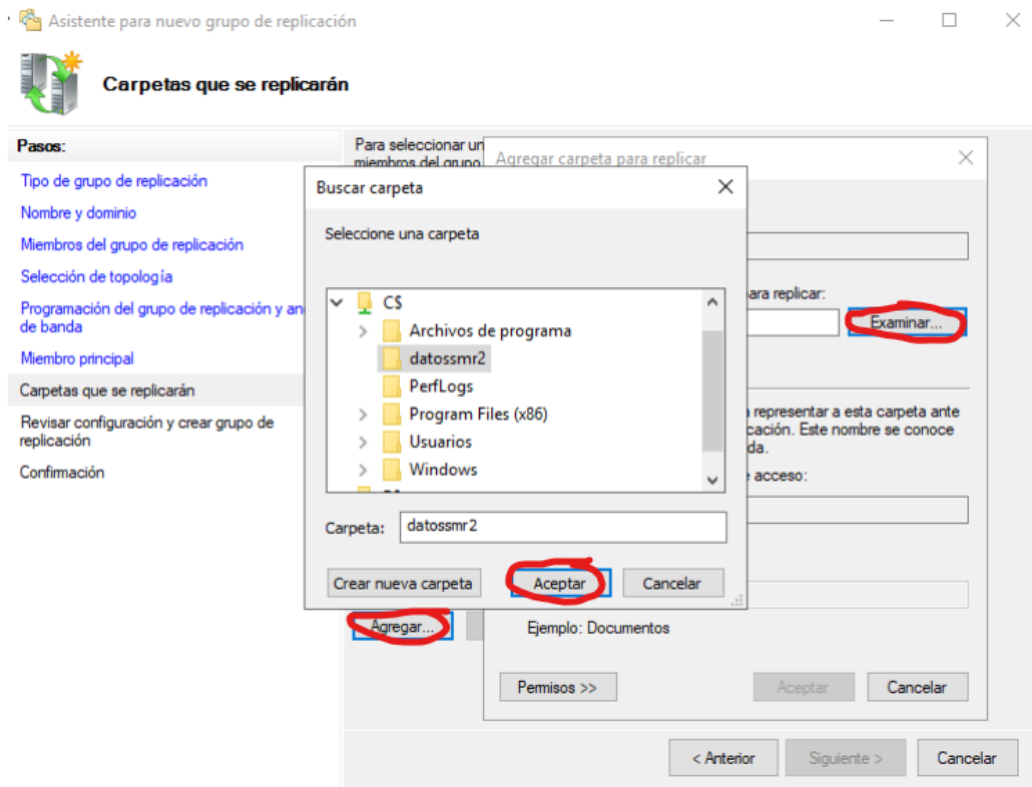 Asistente para nuevo grupo de replicación
Carpetas que se replicarán
Pasos:
Tipo de grupo de replicación
Nombre y dominio
Miembros del grupo de replicación
Selección de topología
Programación del grupo de replicación y an
de banda
Miembro principal
Carpetas que se replicarán
Revisar configuración y crear grupo de
replicación
Confirmación
Para seleccionar un
miembros del grupo
Agregar carpeta para replicar
ara replicar:
Examinar...
representar a esta carpeta ante
cación. Este nombre se conoce
da.
acceso:
Buscar carpeta
Seleccione una carpeta
C$
Archivos de programa
datossmr2
PerfLogs
Program Files (x86)
Usuarios
Windows
Carpeta: datossmr2
Crear nueva carpeta Aceptar Cancelar
Agregar...
Ejemplo: Documentos
Permisos >> Aceptar Cancelar
< Anterior Siguiente > Cancelar